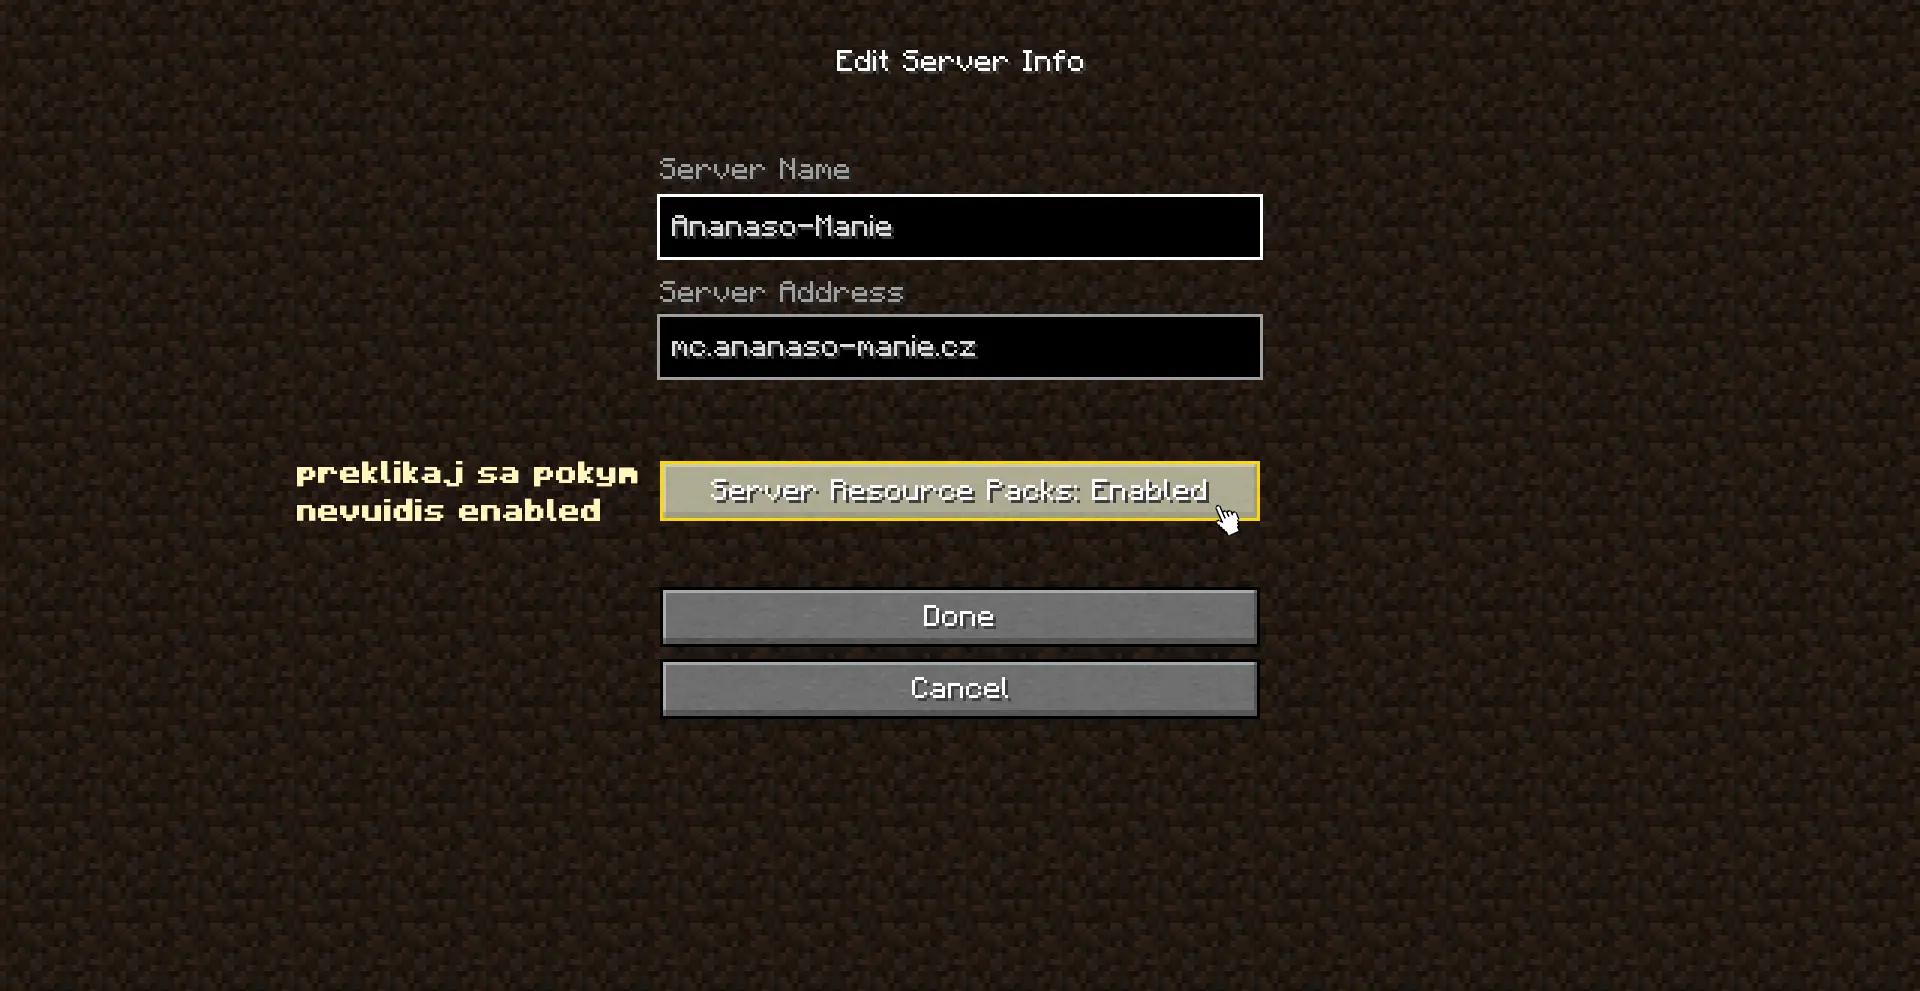 Edit Server Info
Server Name
Ananaso-Manie
Server Address
mc.ananaso-manie.cz
preklikaj sa pokym
nevuidis enabled
Server Resource Packs: Enabled
Done
Cancel